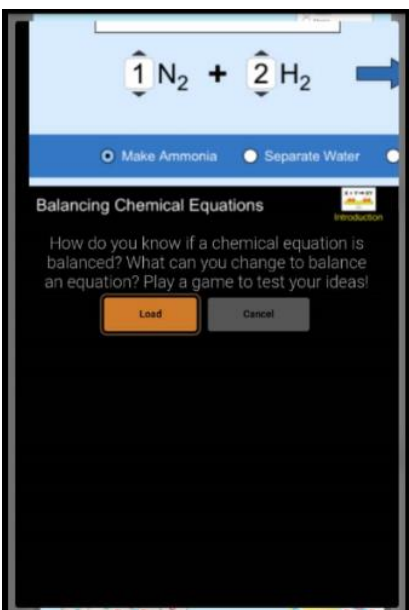 1 N₂ + 2 H₂
Make Ammonia Separate Water
Balancing Chemical Equations
Introduction
How do you know if a chemical equation is
balanced? What can you change to balance
an equation? Play a game to test your ideas!
Load Cancel